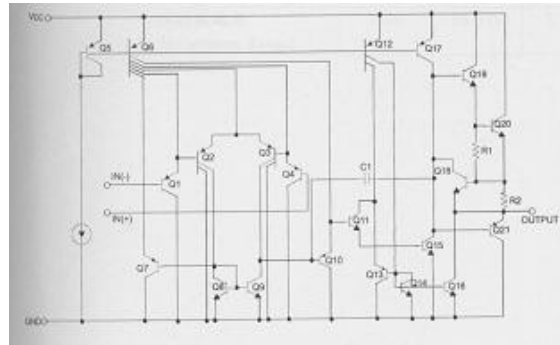 Vcc
Q5
Q6
Q12
Q17
Q18
Q20
Q2
Q3
Q4
R1
C1
Q19
IN(-)
Q1
R2
IN(+)
Q11
OUTPUT
Q15
Q21
Q7
Q10
Q13
Q8
Q9
Q14
Q16
GND